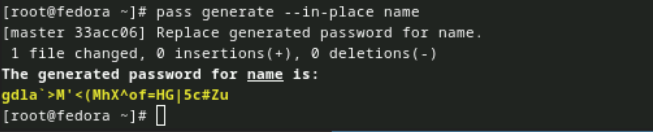 [root@fedora ~]# pass generate --in-place name
[master 33acc06] Replace generated password for name.
 1 file changed, 0 insertions(+), 0 deletions(-)
The generated password for name is:
gdla`>M'<(MhX^of=HG|5c#Zu
[root@fedora ~]#